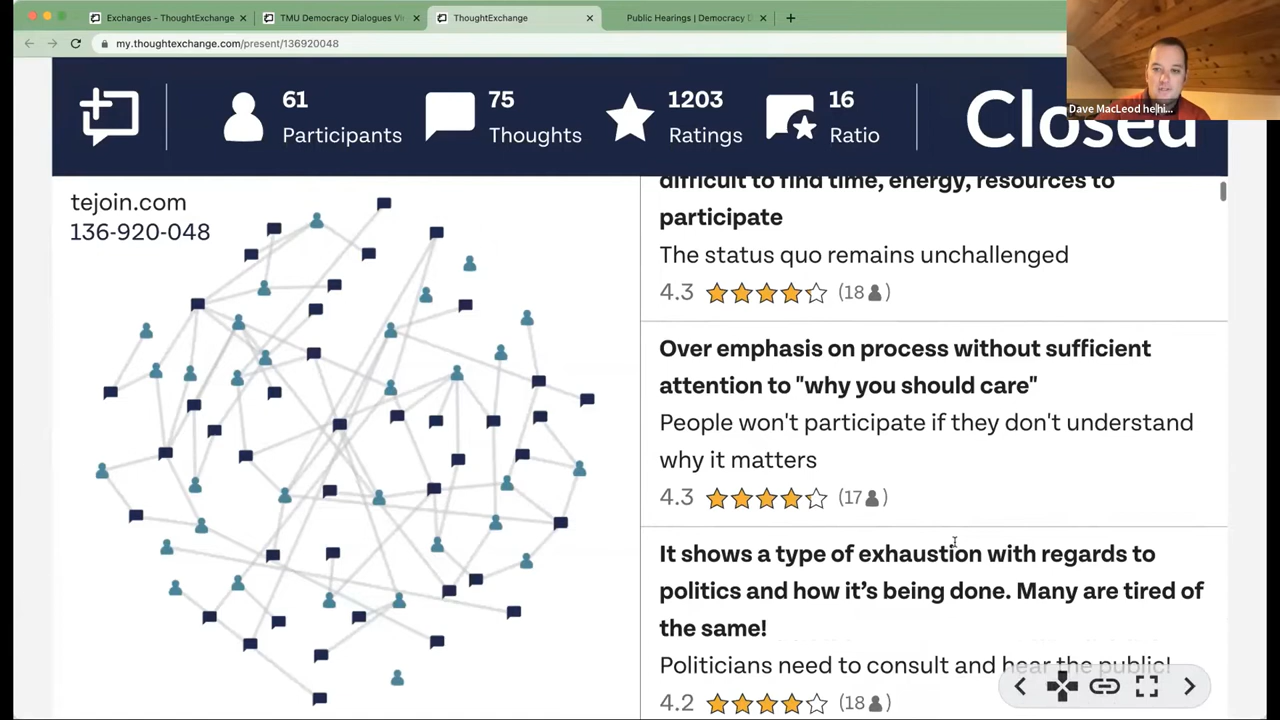 Exchanges - ThoughtExchange
TMU Democracy Dialogues Vi
ThoughtExchange
Public Hearings | Democracy D
my.thoughtexchange.com/present/136920048
61
Participants
75
Thoughts
1203
Ratings
16
Ratio
Closed
Dave MacLeod he/hi...
tejoin.com
136-920-048
difficult to find time, energy, resources to
participate
The status quo remains unchallenged
4.3 (18)
Over emphasis on process without sufficient
attention to "why you should care"
People won't participate if they don't understand
why it matters
4.3 (17)
It shows a type of exhaustion with regards to
politics and how it’s being done. Many are tired of
the same!
Politicians need to consult and hear the public!
4.2 (18)